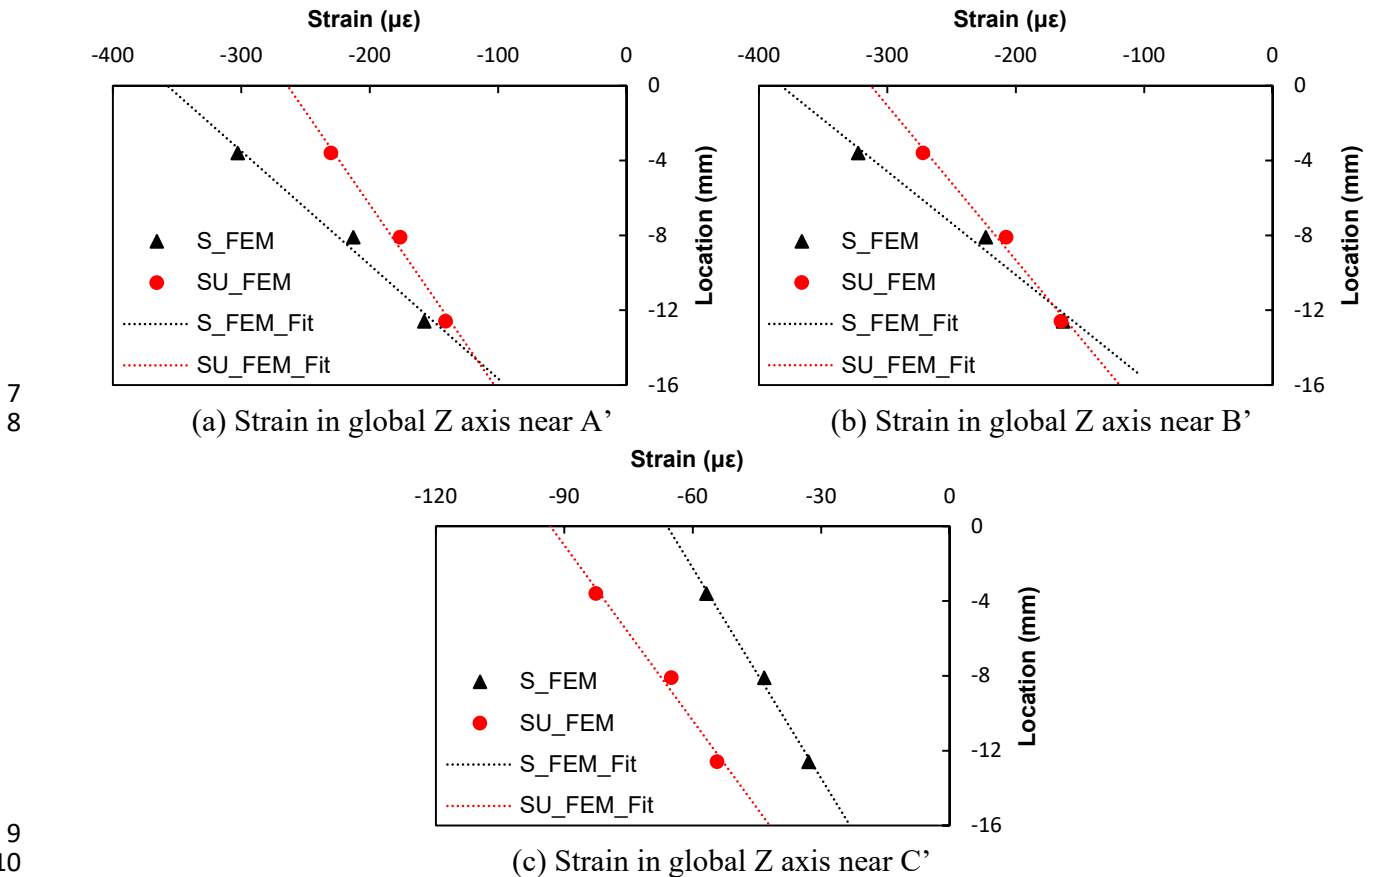 Strain (με)
-400 -300 -200 -100 0
0
-4
-8
-12
-16
Location (mm)
S_FEM
SU_FEM
S_FEM_Fit
SU_FEM_Fit
Strain (με)
-400 -300 -200 -100 0
0
-4
-8
-12
-16
Location (mm)
S_FEM
SU_FEM
S_FEM_Fit
SU_FEM_Fit
7
8 (a) Strain in global Z axis near A’ (b) Strain in global Z axis near B’
Strain (με)
-120 -90 -60 -30 0
0
-4
-8
-12
-16
Location (mm)
S_FEM
SU_FEM
S_FEM_Fit
SU_FEM_Fit
9
10 (c) Strain in global Z axis near C’